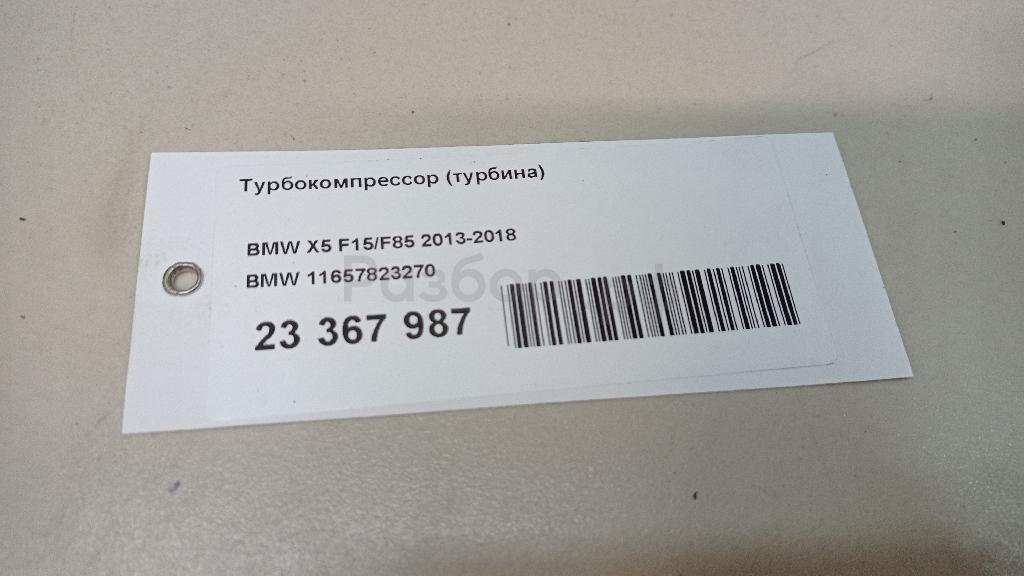 Турбокомпрессор (турбина)
BMW X5 F15/F85 2013-2018
BMW 11657823270
23 367 987